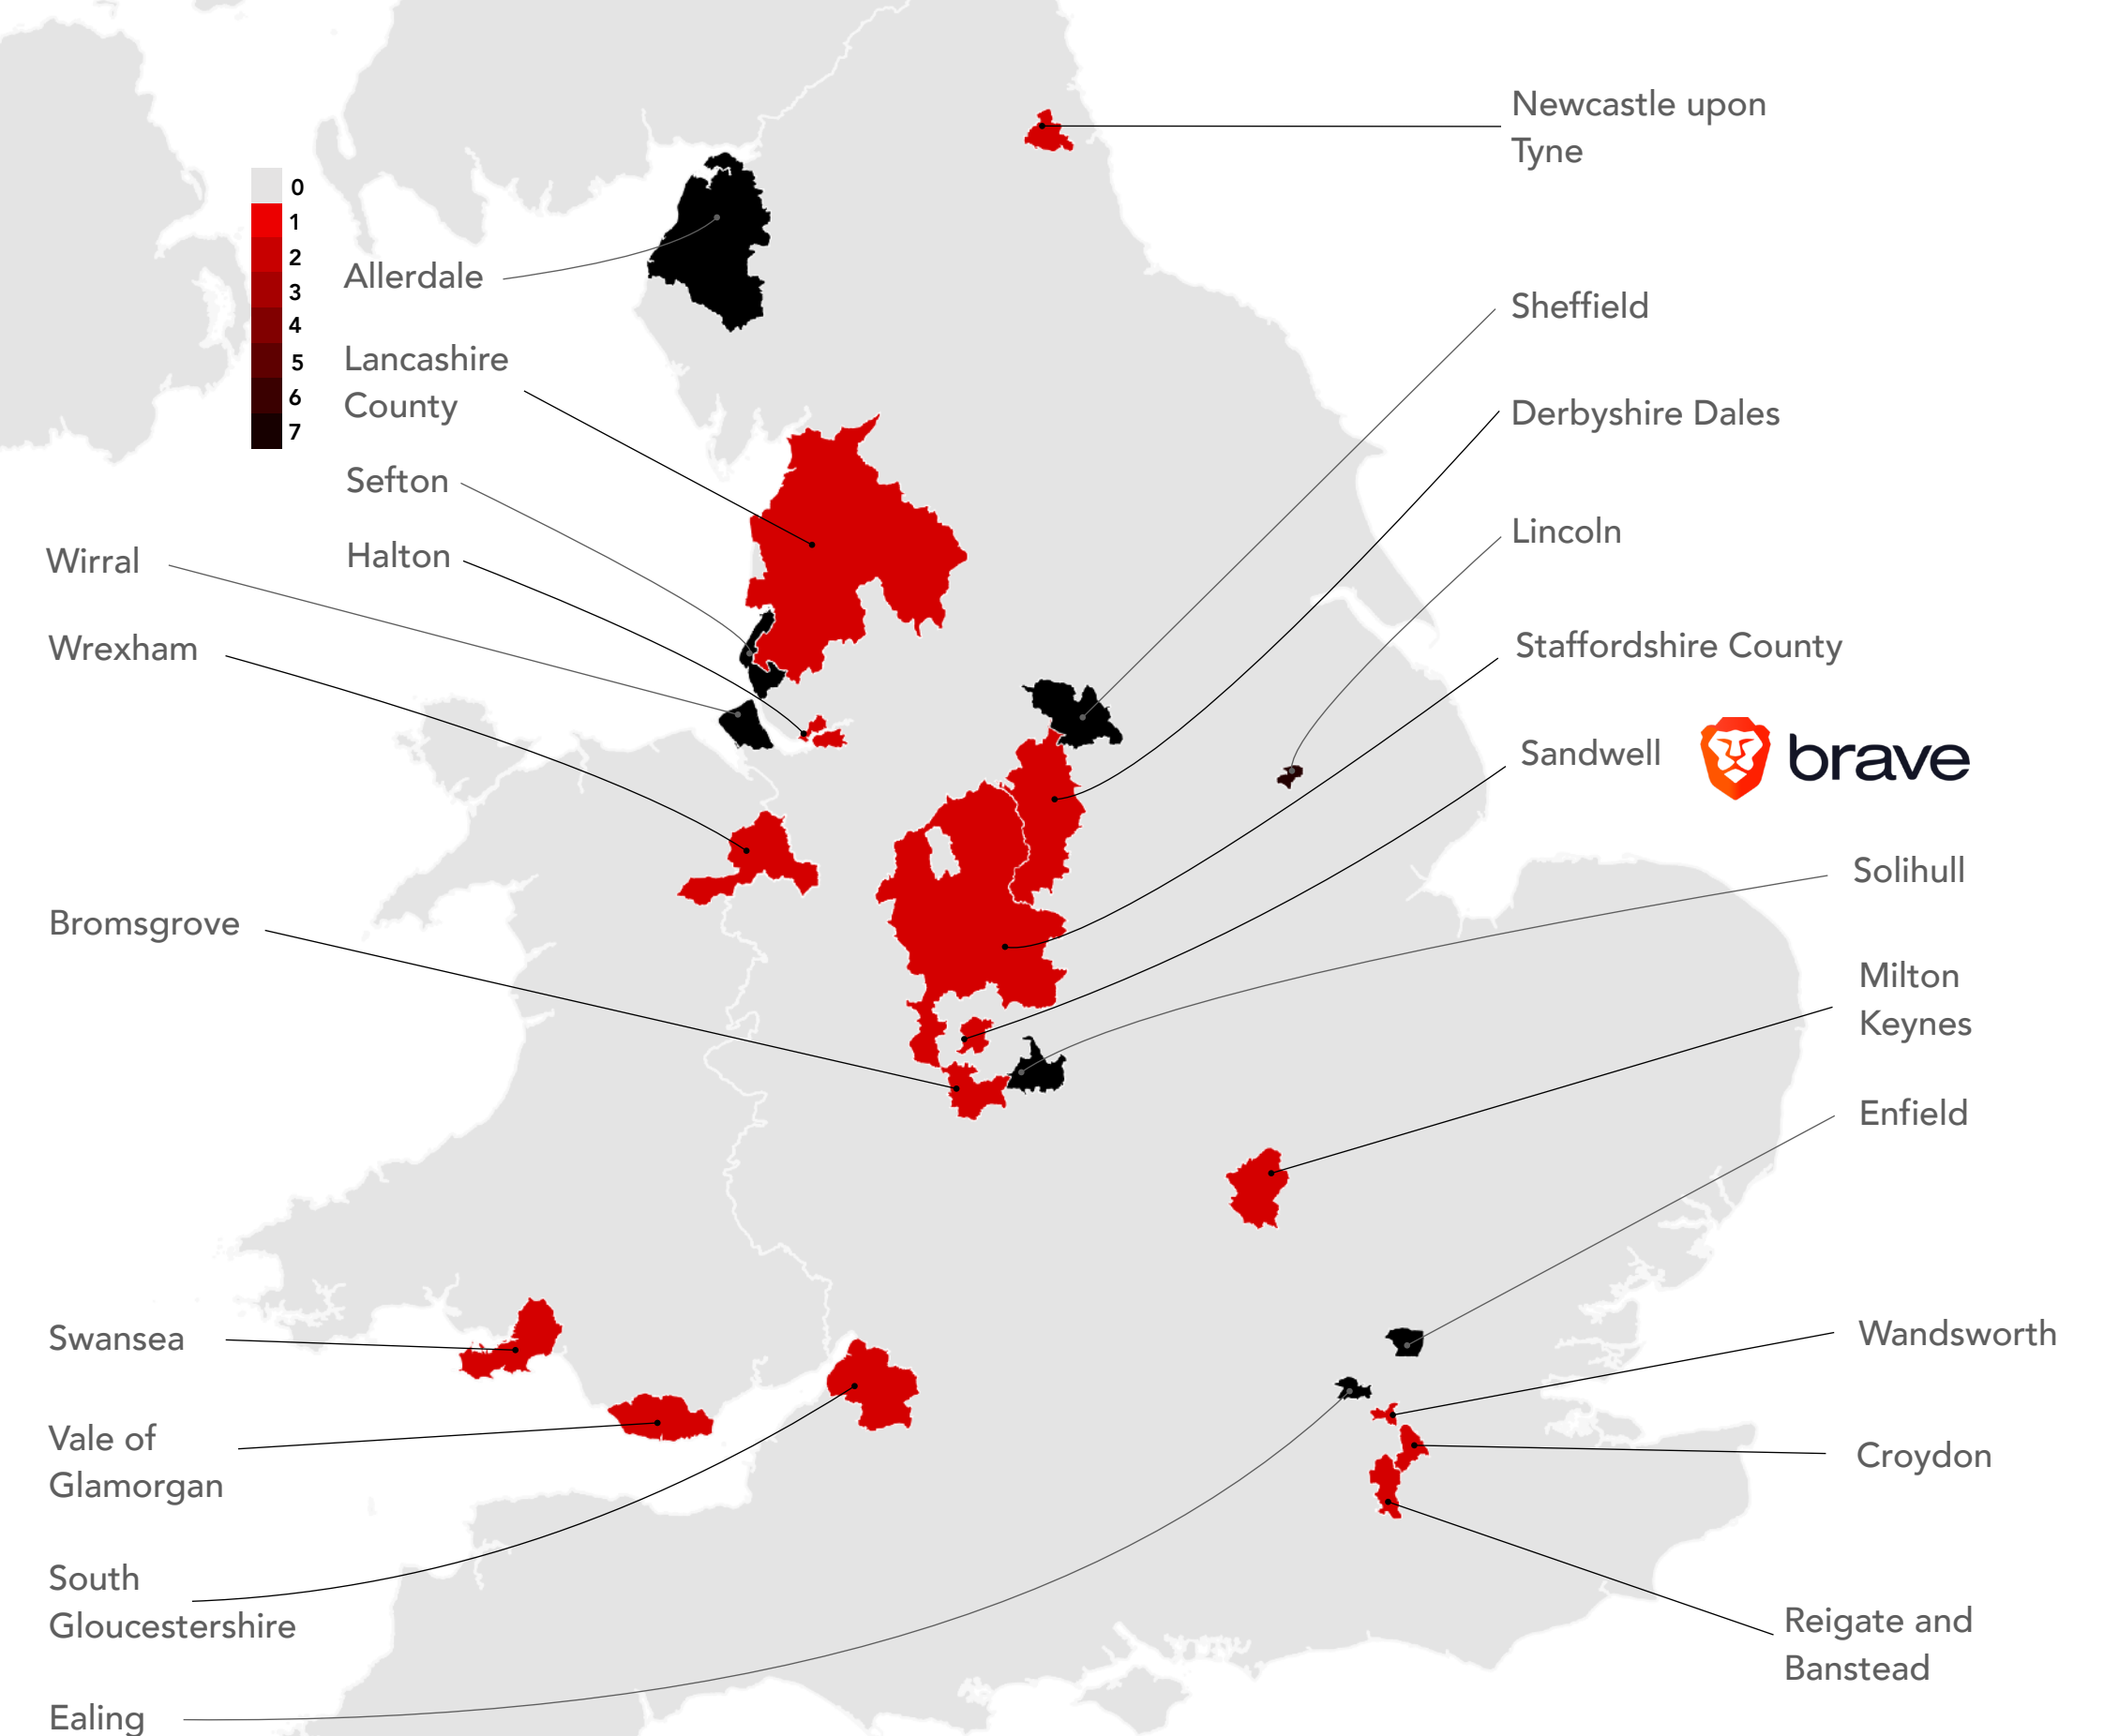 Newcastle upon
Tyne
0
1
2
3
4
5
6
7
Allerdale
Lancashire
County
Sefton
Halton
Wirral
Wrexham
Bromsgrove
Swansea
Vale of
Glamorgan
South
Gloucestershire
Ealing
Sheffield
Derbyshire Dales
Lincoln
Staffordshire County
Sandwell
brave
Solihull
Milton
Keynes
Enfield
Wandsworth
Croydon
Reigate and
Banstead